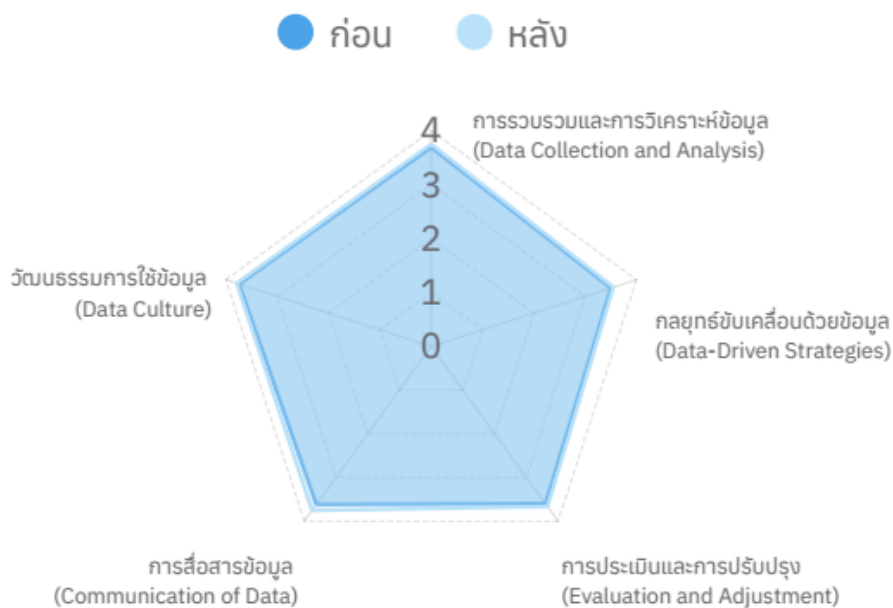 ก่อน หลัง
การรวบรวมและการวิเคราะห์ข้อมูล
(Data Collection and Analysis)
4
3
2
1
0
วัฒนธรรมการใช้ข้อมูล
(Data Culture)
กลยุทธ์ขับเคลื่อนด้วยข้อมูล
(Data-Driven Strategies)
การสื่อสารข้อมูล
(Communication of Data)
การประเมินและการปรับปรุง
(Evaluation and Adjustment)